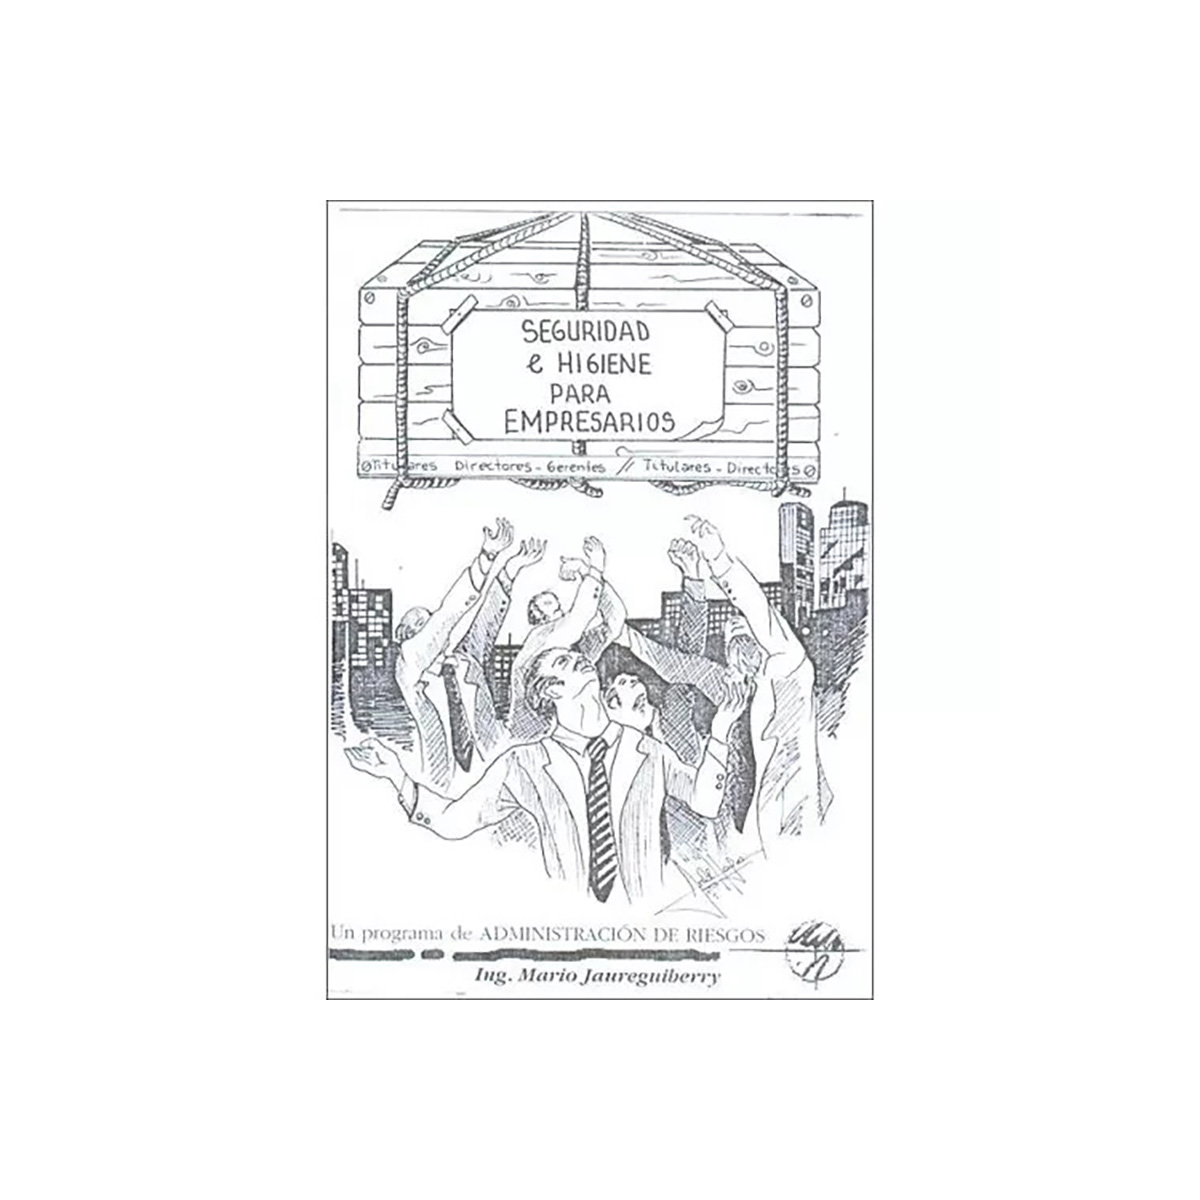 SEGURIDAD
e HIGIENE
PARA
EMPRESARIOS
Titulares Directores - Gerentes // Titulares - Directores
Un programa de ADMINISTRACIÓN DE RIESGOS
Ing. Mario Jaureguiberry